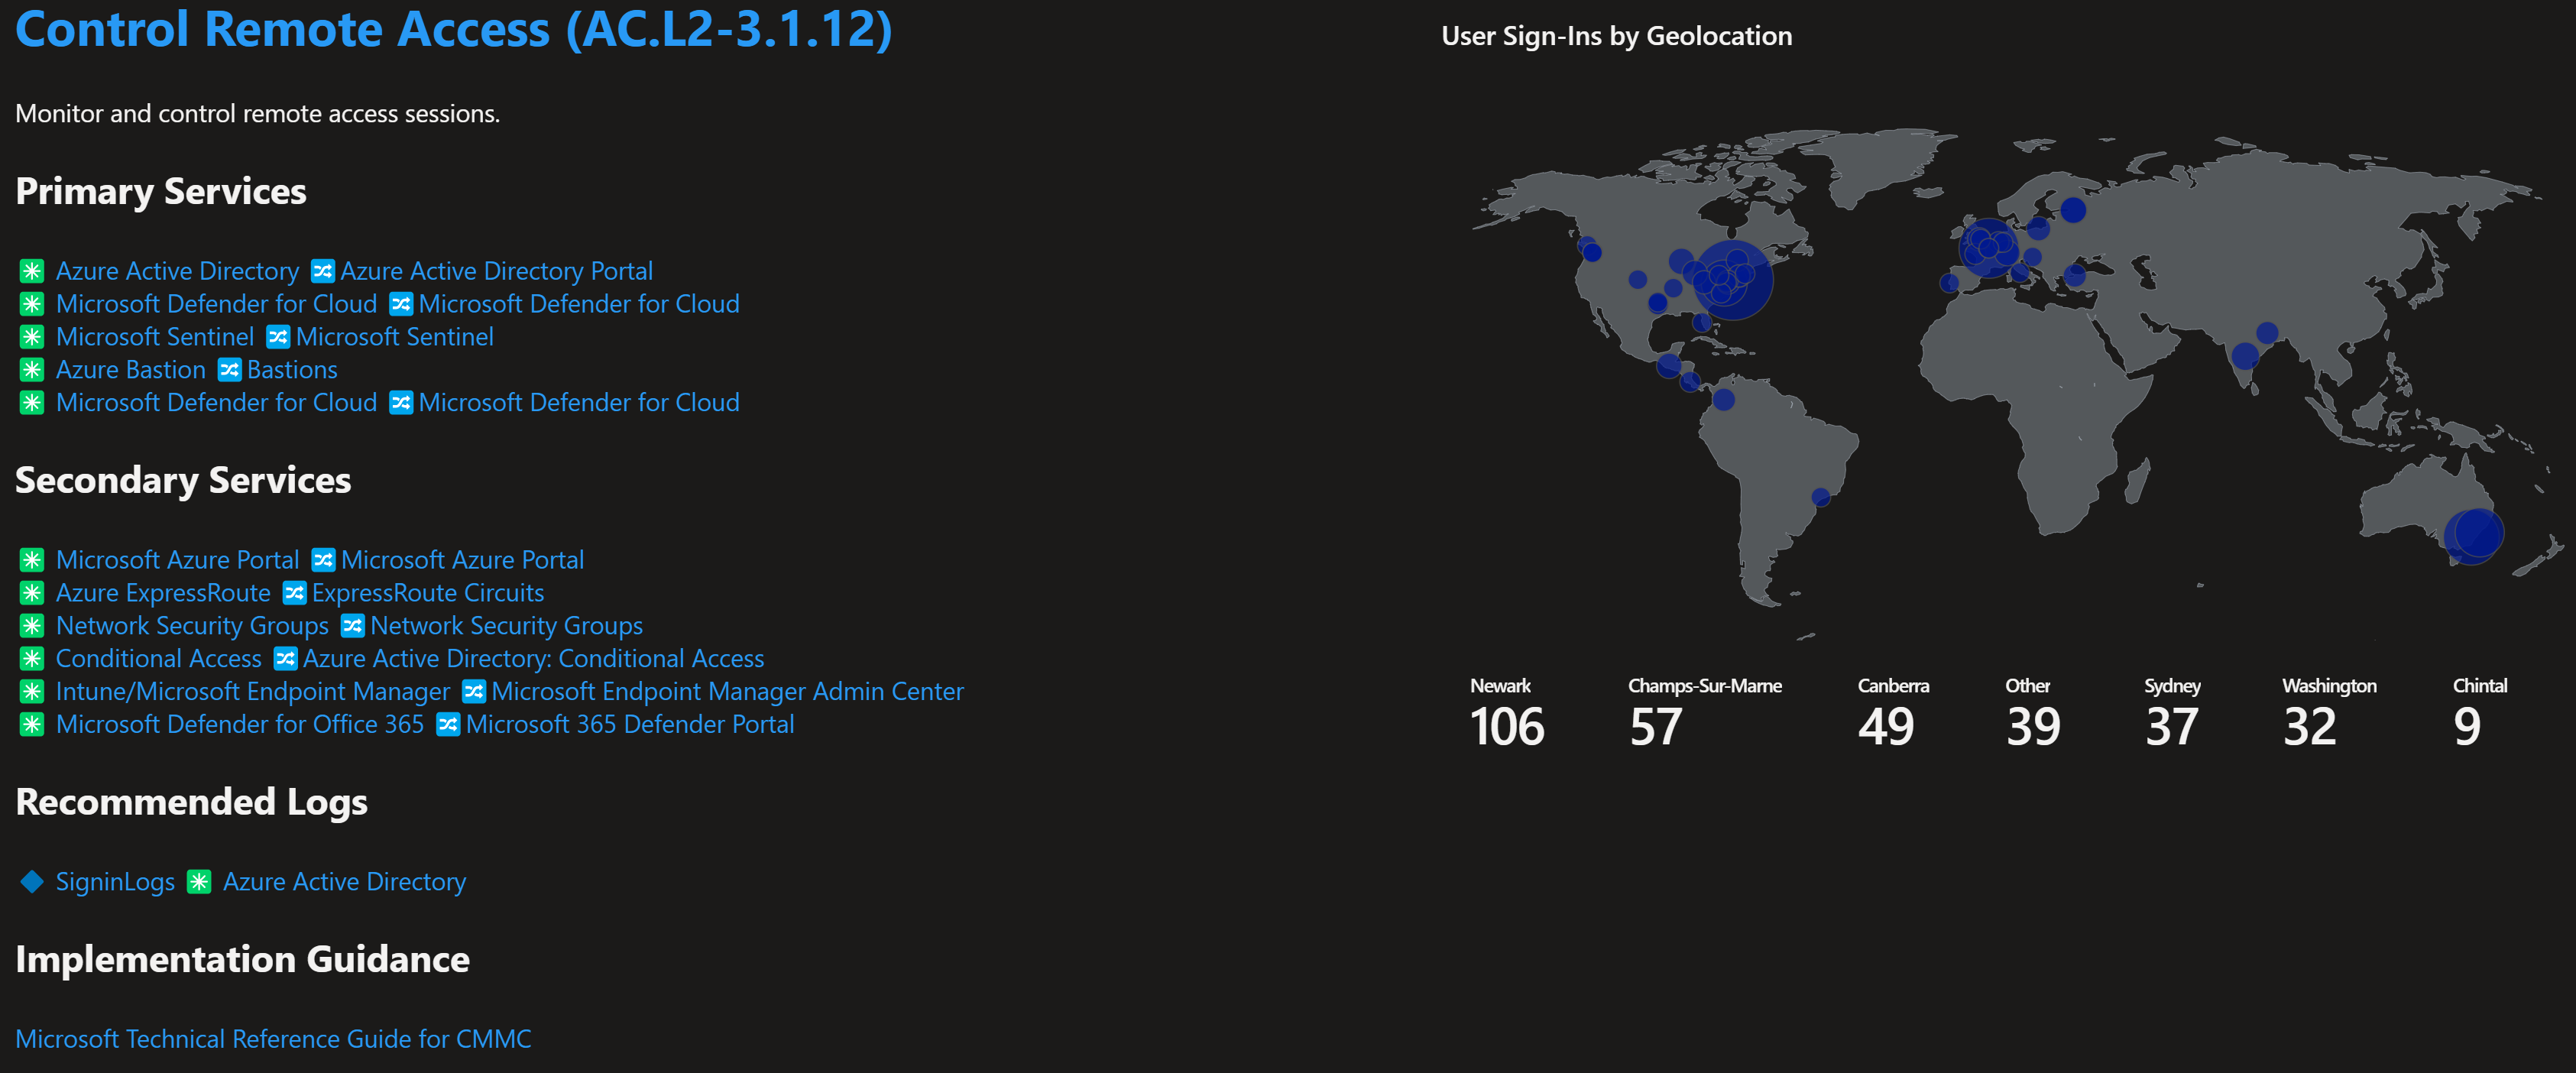 Control Remote Access (AC.L2-3.1.12)
Monitor and control remote access sessions.
Primary Services
Azure Active Directory Azure Active Directory Portal
Microsoft Defender for Cloud Microsoft Defender for Cloud
Microsoft Sentinel Microsoft Sentinel
Azure Bastion Bastions
Microsoft Defender for Cloud Microsoft Defender for Cloud
Secondary Services
Microsoft Azure Portal Microsoft Azure Portal
Azure ExpressRoute ExpressRoute Circuits
Network Security Groups Network Security Groups
Conditional Access Azure Active Directory: Conditional Access
Intune/Microsoft Endpoint Manager Microsoft Endpoint Manager Admin Center
Microsoft Defender for Office 365 Microsoft 365 Defender Portal
Recommended Logs
SigninLogs Azure Active Directory
Implementation Guidance
Microsoft Technical Reference Guide for CMMC
User Sign-Ins by Geolocation
Newark Champs-Sur-Marne Canberra Other Sydney Washington Chintal
106 57 49 39 37 32 9